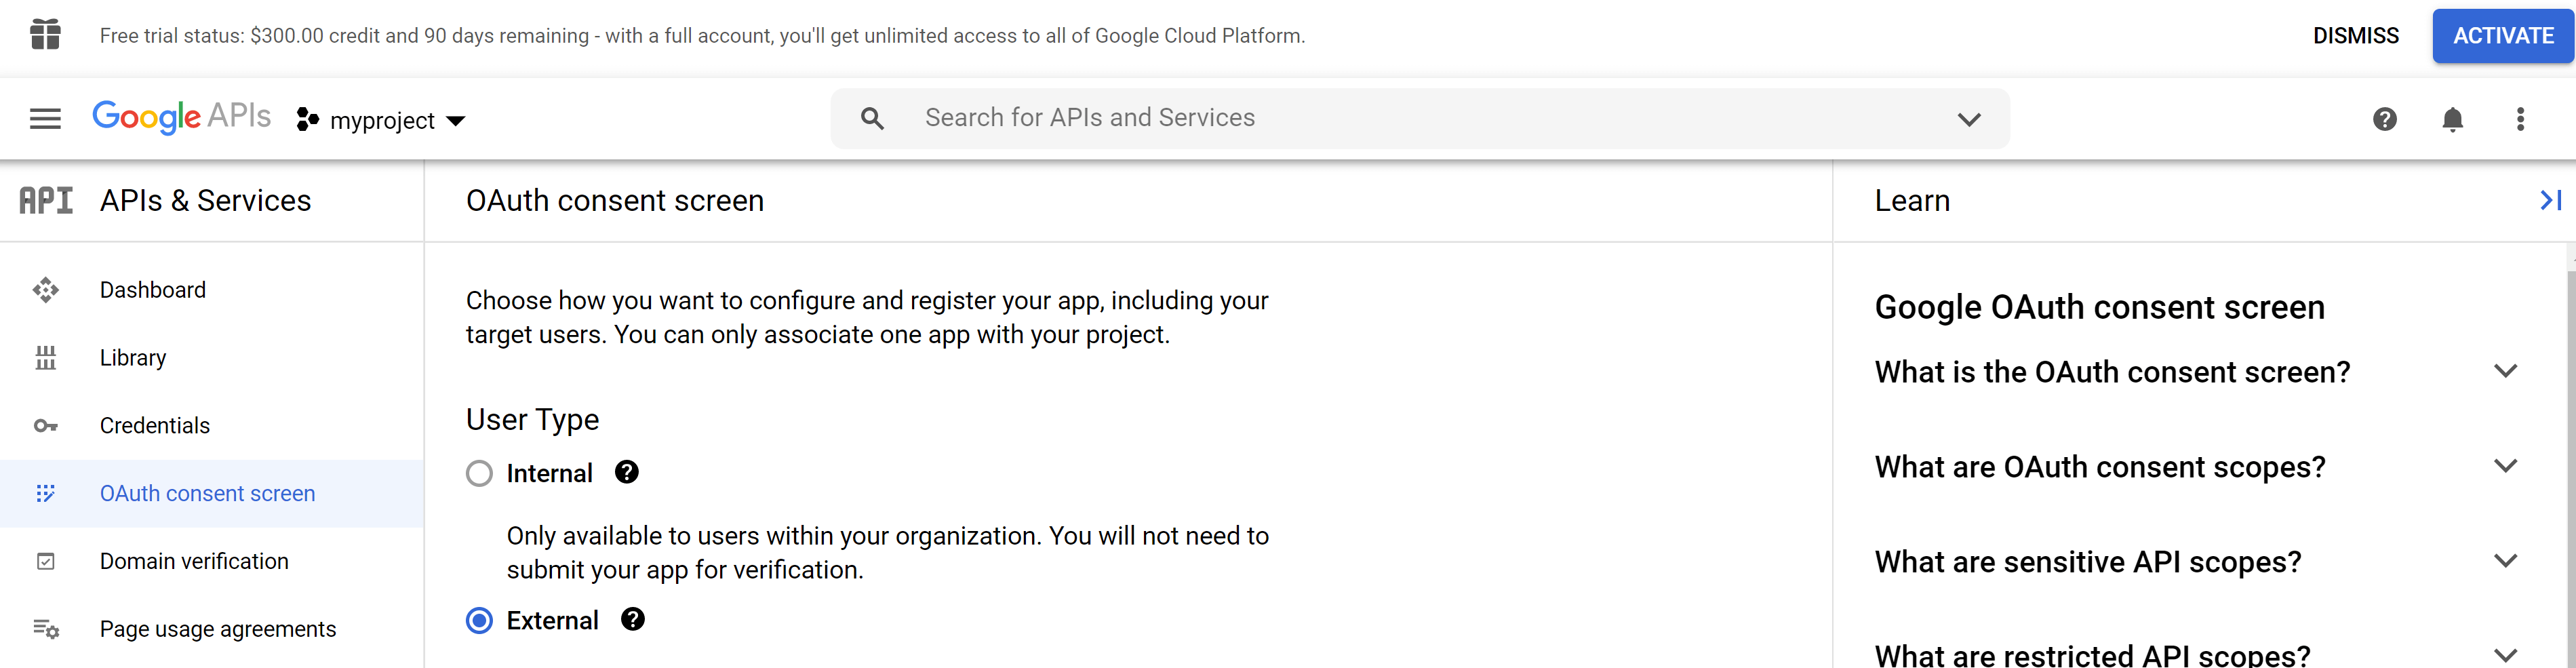 Free trial status: $300.00 credit and 90 days remaining - with a full account, you'll get unlimited access to all of Google Cloud Platform.
DISMISS
ACTIVATE
Google APIs
myproject
Search for APIs and Services
API
APIs & Services
Dashboard
Library
Credentials
OAuth consent screen
Domain verification
Page usage agreements
OAuth consent screen
Choose how you want to configure and register your app, including your
target users. You can only associate one app with your project.
User Type
Internal
Only available to users within your organization. You will not need to
submit your app for verification.
External
Learn
Google OAuth consent screen
What is the OAuth consent screen?
What are OAuth consent scopes?
What are sensitive API scopes?
What are restricted API scopes?